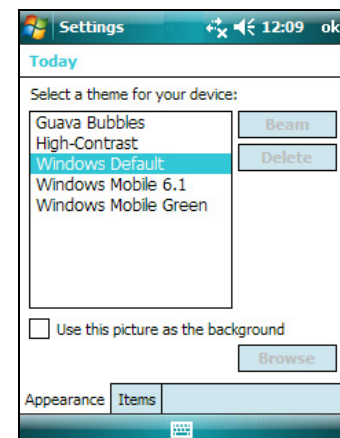 Settings 12:09 ok
Today
Select a theme for your device:
Guava Bubbles
High-Contrast
Windows Default
Windows Mobile 6.1
Windows Mobile Green
Beam
Delete
Use this picture as the background
Browse
Appearance Items